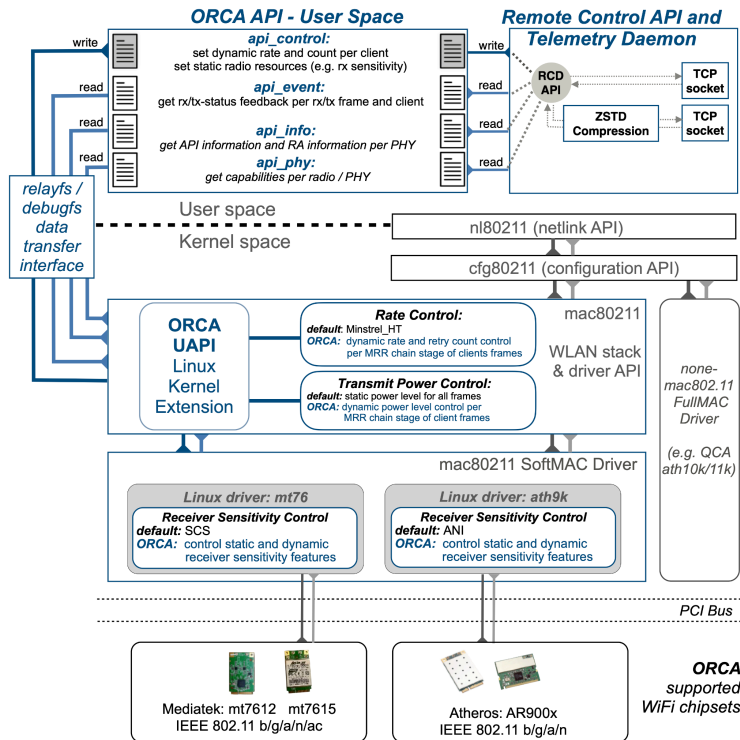 ORCA API - User Space
Remote Control API and
Telemetry Daemon
write
api_control:
set dynamic rate and count per client
set static radio resources (e.g. rx sensitivity)
write
read
api_event:
get rx/tx-status feedback per rx/tx frame and client
read
read
api_info:
get API information and RA information per PHY
read
read
api_phy:
get capabilities per radio / PHY
read
RCD
API
TCP
socket
ZSTD
Compression
TCP
socket
relayfs /
debugfs
data
transfer
interface
User space
Kernel space
nl80211 (netlink API)
cfg80211 (configuration API)
ORCA
UAPI
Linux
Kernel
Extension
Rate Control:
default: Minstrel_HT
ORCA: dynamic rate and retry count control
per MRR chain stage of clients frames
Transmit Power Control:
default: static power level for all frames
ORCA: dynamic power level control per
MRR chain stage of client frames
mac80211
WLAN stack
& driver API
none-
mac802.11
FullMAC
Driver
(e.g. QCA
ath10k/11k)
mac80211 SoftMAC Driver
Linux driver: mt76
Receiver Sensitivity Control
default: SCS
ORCA: control static and dynamic
receiver sensitivity features
Linux driver: ath9k
Receiver Sensitivity Control
default: ANI
ORCA: control static and dynamic
receiver sensitivity features
PCI Bus
Mediatek: mt7612 mt7615
IEEE 802.11 b/g/a/n/ac
Atheros: AR900x
IEEE 802.11 b/g/a/n
ORCA
supported
WiFi chipsets